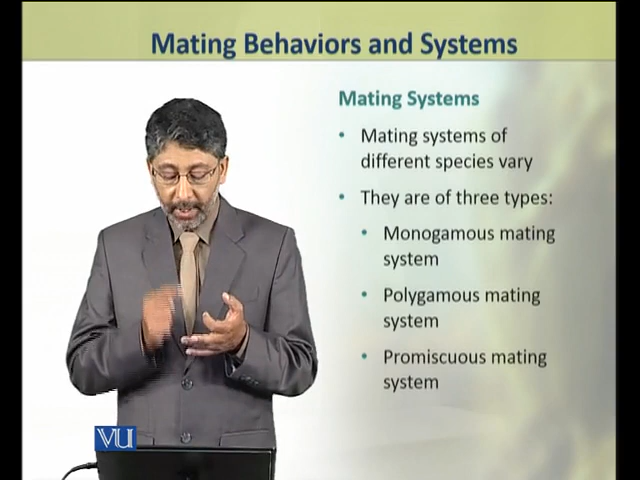 Mating Behaviors and Systems
Mating Systems
• Mating systems of
different species vary
• They are of three types:
• Monogamous mating
system
• Polygamous mating
system
• Promiscuous mating
system
VU